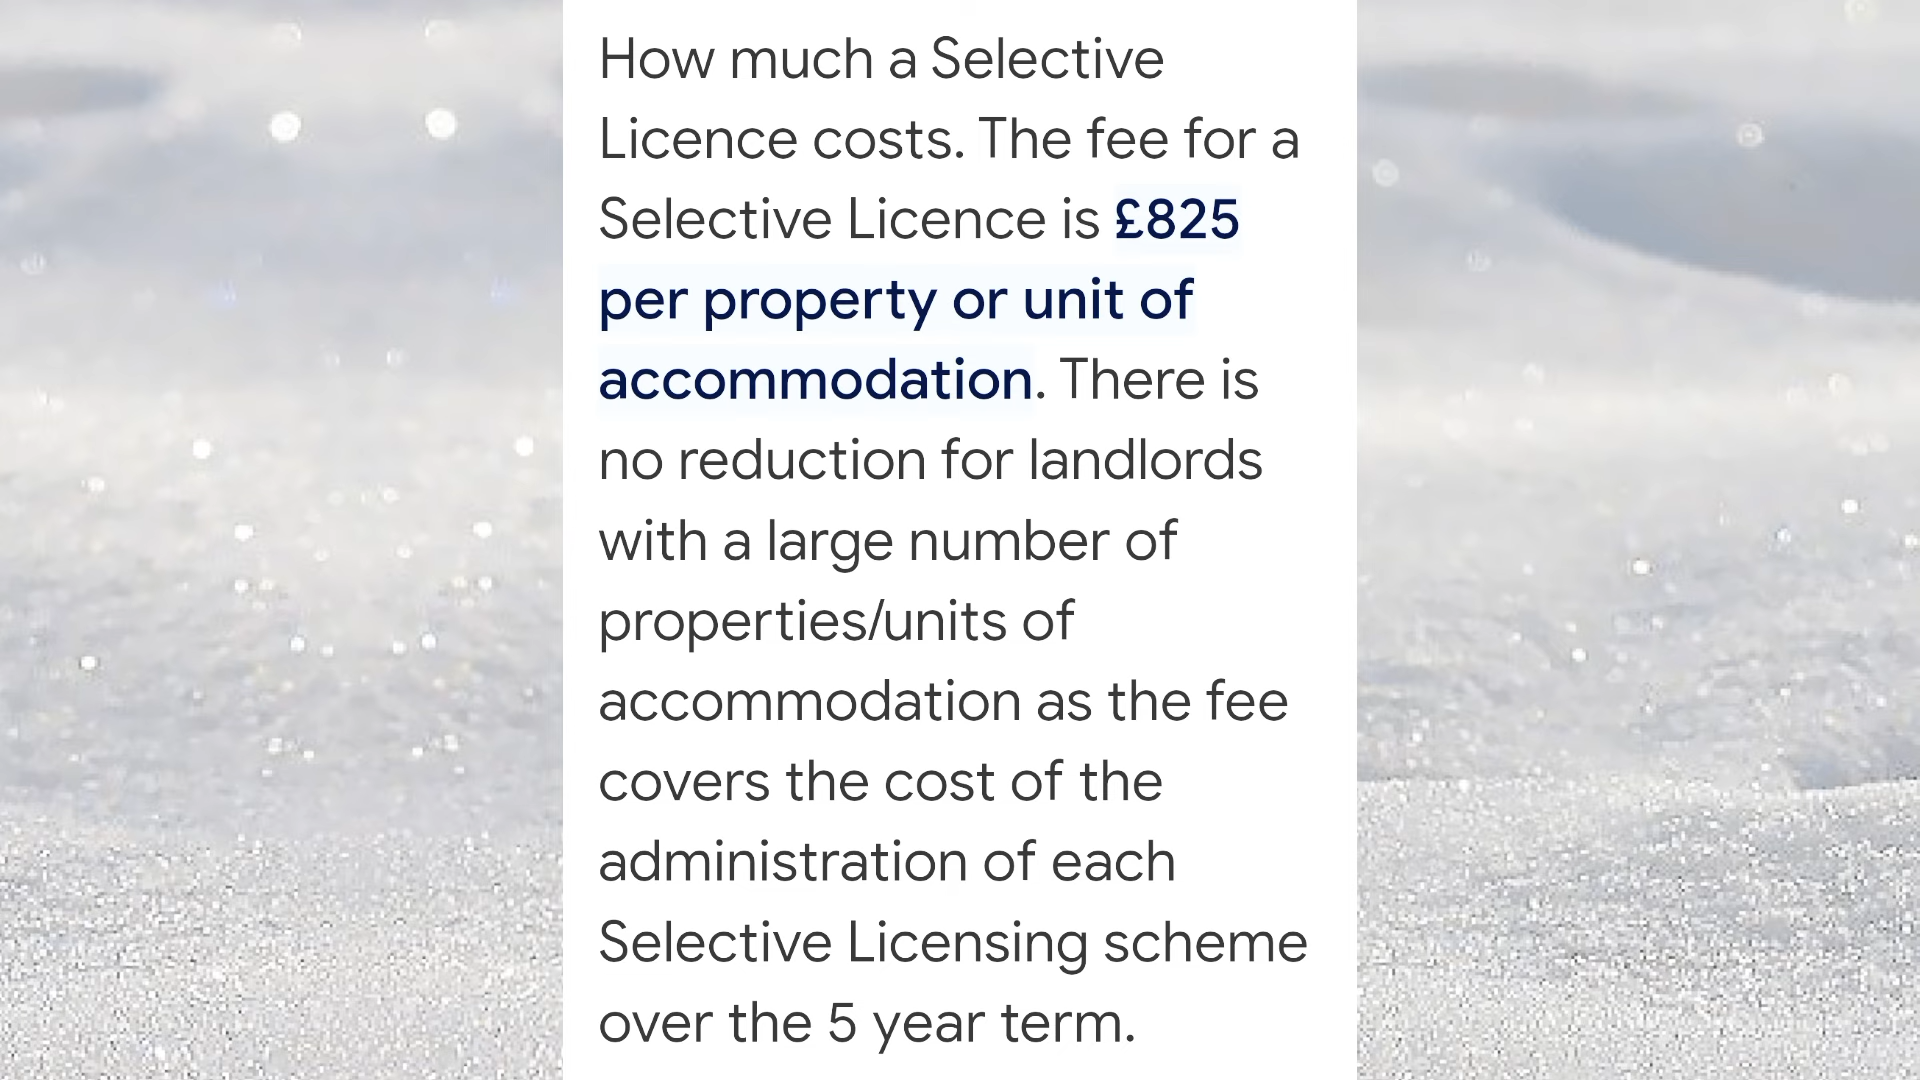 How much a Selective
Licence costs. The fee for a
Selective Licence is £825
per property or unit of
accommodation. There is
no reduction for landlords
with a large number of
properties/units of
accommodation as the fee
covers the cost of the
administration of each
Selective Licensing scheme
over the 5 year term.